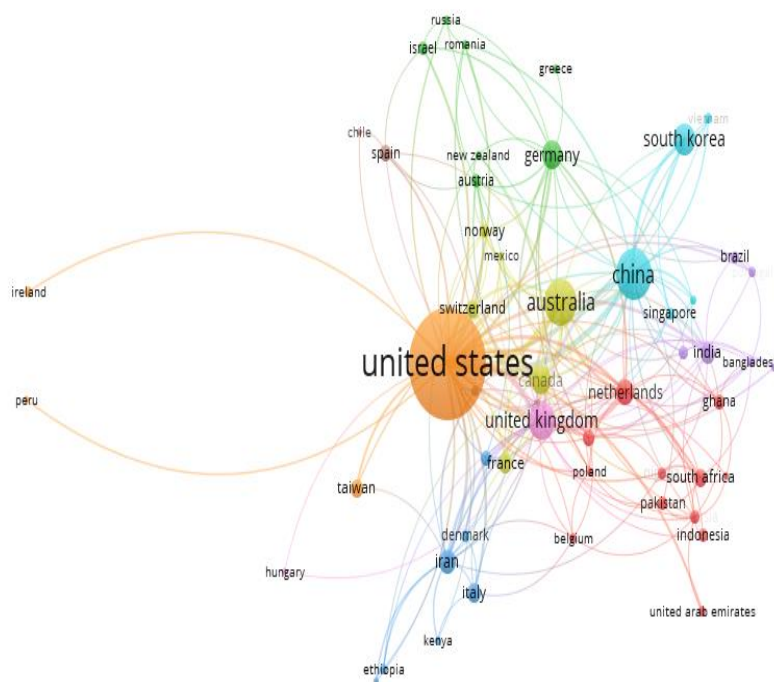 russia
israel
romania
greece
vietnam
south korea
chile
spain
new zealand
germany
austria
norway
mexico
china
brazil
ireland
switzerland
australia
singapore
united states
india
banglades
canada
netherlands
peru
ghana
united kingdom
france
poland
south africa
taiwan
pakistan
denmark
belgium
indonesia
iran
hungary
italy
united arab emirates
kenya
ethiopia